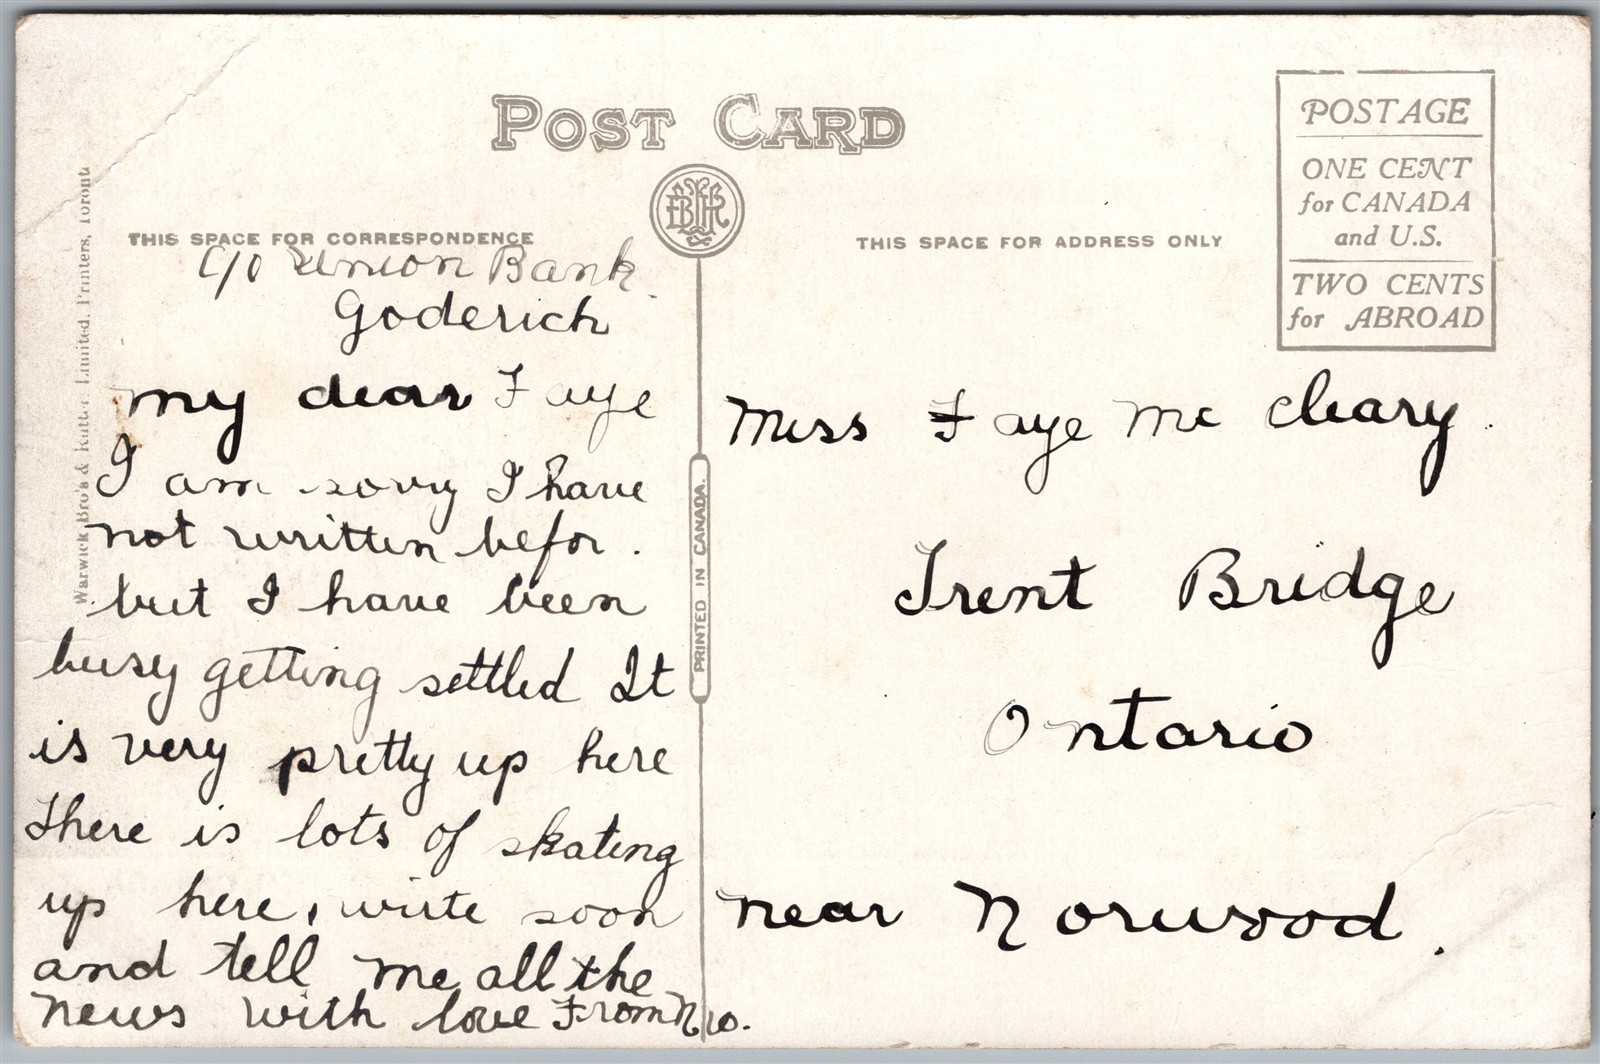 POST CARD
THIS SPACE FOR CORRESPONDENCE
THIS SPACE FOR ADDRESS ONLY
POSTAGE
ONE CENT
for CANADA
and U.S.
TWO CENTS
for ABROAD
Warwick Bro's & Rutter, Limited, Printers, Toronto
PRINTED IN CANADA.
c/o Union Bank
Goderich
my dear Faye
I am sorry I have
not written befor.
but I have been
busy getting settled It
is very pretty up here
There is lots of skating
up here, write soon
and tell me all the
news with love From
Miss Faye Mc Cleary.
Trent Bridge
Ontario
near Norwood.